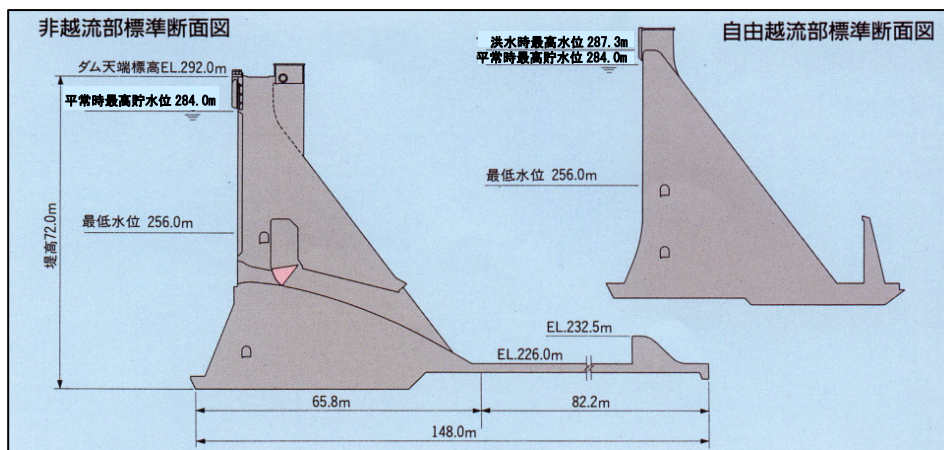 非越流部標準断面図
ダム天端標高EL.292.0m
平常時最高貯水位 284.0m
最低水位 256.0m
堤高72.0m
EL.232.5m
EL.226.0m
65.8m
82.2m
148.0m
自由越流部標準断面図
洪水時最高水位 287.3m
平常時最高貯水位 284.0m
最低水位 256.0m